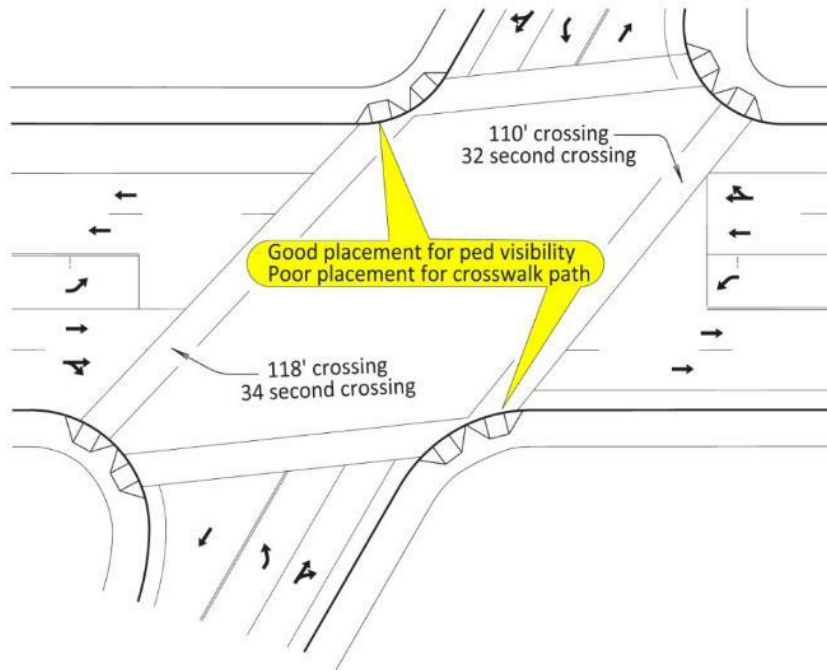 110' crossing
32 second crossing
Good placement for ped visibility
Poor placement for crosswalk path
118' crossing
34 second crossing